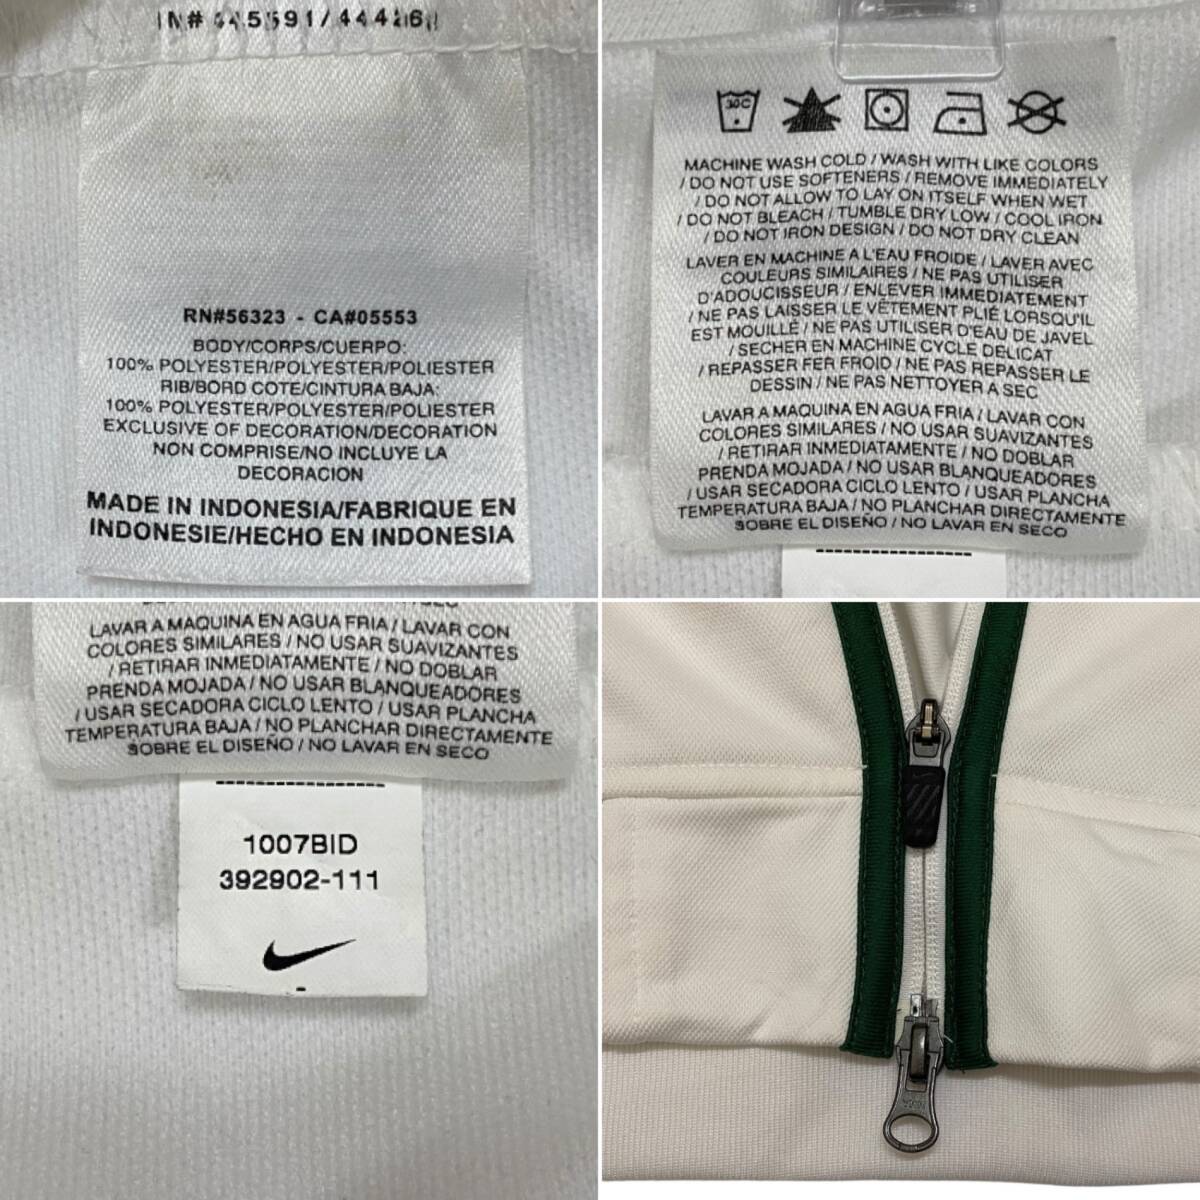 RN#56323 - CA#05553
BODY/CORPS/CUERPO:
100% POLYESTER/POLYESTER/POLIESTER
RIB/BORD COTE/CINTURA BAJA:
100% POLYESTER/POLYESTER/POLIESTER
EXCLUSIVE OF DECORATION/DECORATION
NON COMPRISE/NO INCLUYE LA
DECORACION
MADE IN INDONESIA/FABRIQUE EN
INDONESIE/HECHO EN INDONESIA
30C
MACHINE WASH COLD / WASH WITH LIKE COLORS
/ DO NOT USE SOFTENERS / REMOVE IMMEDIATELY
/ DO NOT ALLOW TO LAY ON ITSELF WHEN WET
/ DO NOT BLEACH / TUMBLE DRY LOW / COOL IRON
/ DO NOT IRON DESIGN / DO NOT DRY CLEAN
LAVER EN MACHINE A L'EAU FROIDE / LAVER AVEC
COULEURS SIMILAIRES / NE PAS UTILISER
D'ADOUCISSEUR / ENLEVER IMMEDIATEMENT
/ NE PAS LAISSER LE VÊTEMENT PLIÉ LORSQU'IL
EST MOUILLÉ / NE PAS UTILISER D'EAU DE JAVEL
/ SECHER EN MACHINE CYCLE DELICAT
/ REPASSER FER FROID / NE PAS REPASSER LE
DESSIN / NE PAS NETTOYER A SEC
LAVAR A MAQUINA EN AGUA FRIA / LAVAR CON
COLORES SIMILARES / NO USAR SUAVIZANTES
/ RETIRAR INMEDIATAMENTE / NO DOBLAR
PRENDA MOJADA / NO USAR BLANQUEADORES
/ USAR SECADORA CICLO LENTO / USAR PLANCHA
TEMPERATURA BAJA / NO PLANCHAR DIRECTAMENTE
SOBRE EL DISEÑO / NO LAVAR EN SECO
LAVAR A MAQUINA EN AGUA FRIA / LAVAR CON
COLORES SIMILARES / NO USAR SUAVIZANTES
/ RETIRAR INMEDIATAMENTE / NO DOBLAR
PRENDA MOJADA / NO USAR BLANQUEADORES
/ USAR SECADORA CICLO LENTO / USAR PLANCHA
TEMPERATURA BAJA / NO PLANCHAR DIRECTAMENTE
SOBRE EL DISEÑO / NO LAVAR EN SECO
1007BID
392902-111